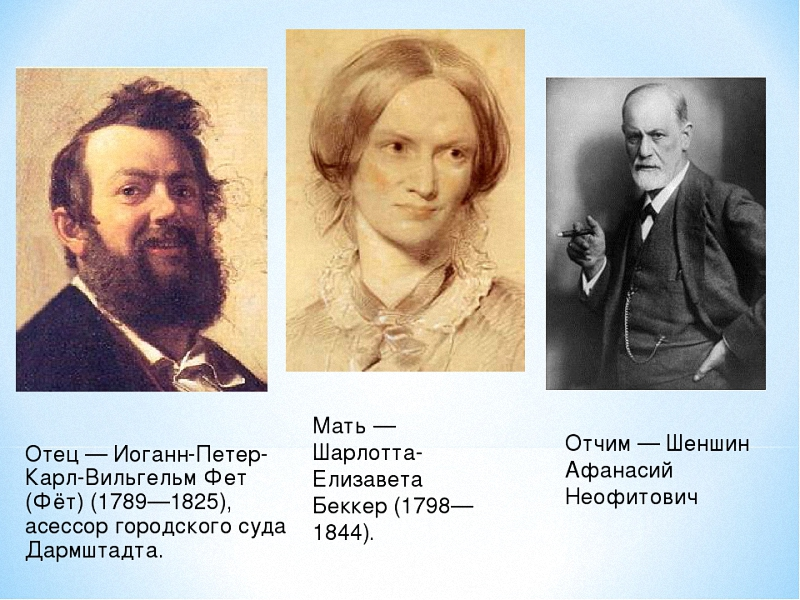 Отец — Иоганн-Петер-
Карл-Вильгельм Фет
(Фёт) (1789—1825),
асессор городского суда
Дармштадта.
Мать —
Шарлотта-
Елизавета
Беккер (1798—
1844).
Отчим — Шеншин
Афанасий
Неофитович